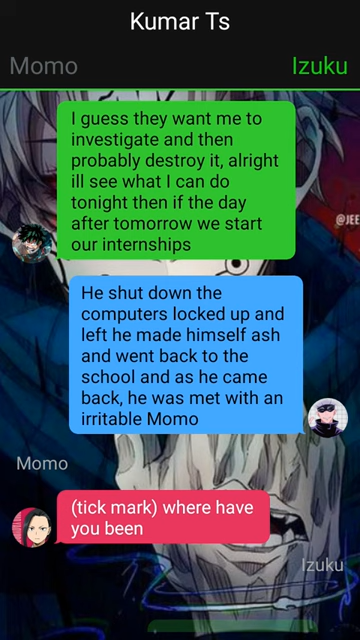 Kumar Ts
Momo
Izuku
I guess they want me to
investigate and then
probably destroy it, alright
ill see what I can do
tonight then if the day
after tomorrow we start
our internships
@JEE
He shut down the
computers locked up and
left he made himself ash
and went back to the
school and as he came
back, he was met with an
irritable Momo
Momo
(tick mark) where have
you been
Izuku